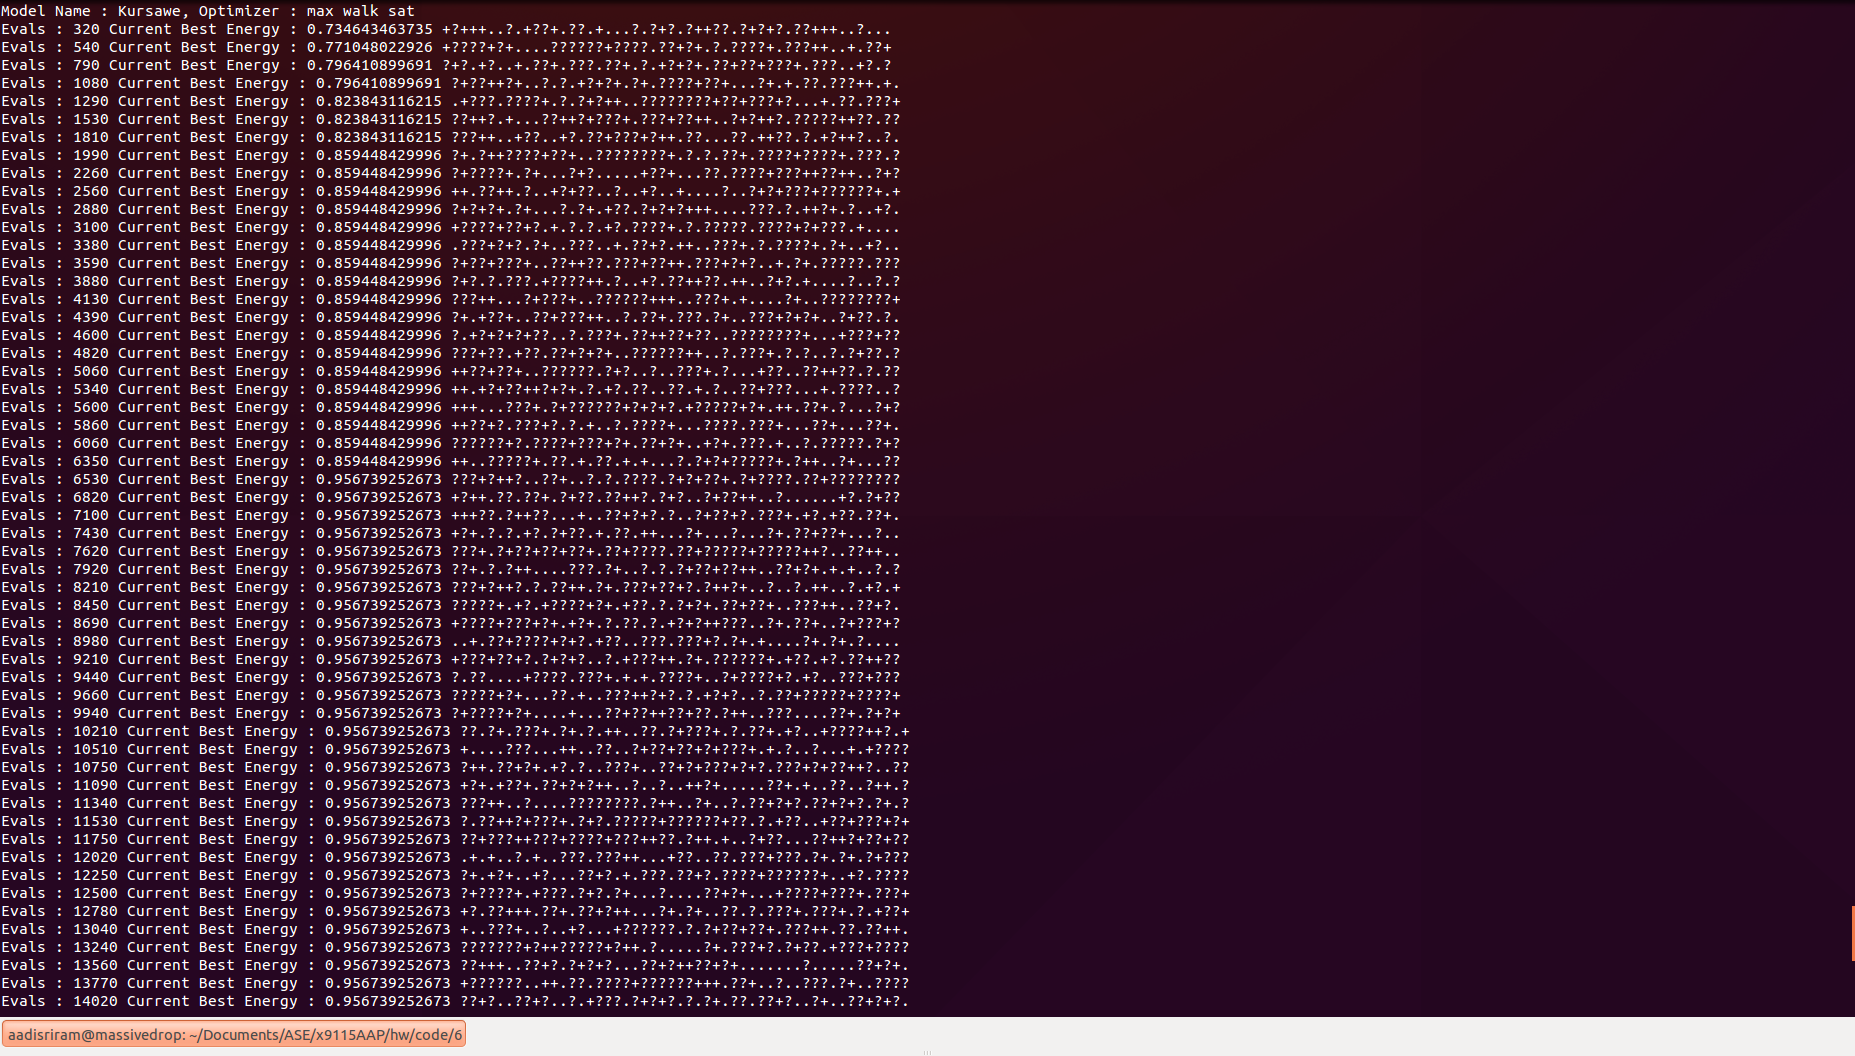 Model Name : Kursawe, Optimizer : max walk sat
Evals : 320 Current Best Energy : 0.734643463735 +?+++..?.+??+.??.+...?.?+?.?++??.?+?+?.??+++..?...
Evals : 540 Current Best Energy : 0.771048022926 +????+?+....??????+????.??+?+.?.????+.???++..+.??+
Evals : 790 Current Best Energy : 0.796410899691 ?+?.+?..+.??+.???.??+.?.+?+?+.??+??+???+.???..+?.?
Evals : 1080 Current Best Energy : 0.796410899691 ?+??++?+..?.?.+?+?+.?+.????+??+...?+.+.??.???++.+.
Evals : 1290 Current Best Energy : 0.823843116215 .+???.????+.?.?+?++..????????+??+???+?...+.??.???+
Evals : 1530 Current Best Energy : 0.823843116215 ??++?.+...??++?+???+.???+??++..?+?++?.?????++??.??
Evals : 1810 Current Best Energy : 0.823843116215 ???++..+??..+?.??+???+?++.??...??.++??.?.+?++?..?.
Evals : 1990 Current Best Energy : 0.859448429996 ?+.?++????+??+..????????+.?.?.??+.????+????+.???.?
Evals : 2260 Current Best Energy : 0.859448429996 ?+????+.?+...?+?.....+??+...??.????+???++??++..?+?
Evals : 2560 Current Best Energy : 0.859448429996 ++.??++.?..+?+??..?..+?..+....?..?+?+???+??????+.+
Evals : 2880 Current Best Energy : 0.859448429996 ?+?+?+.?+...?.?+.+??.?+?+?+++....???.?.++?+.?..+?.
Evals : 3100 Current Best Energy : 0.859448429996 +????+??+?.+.?.?.+?.????+.?.?????.????+?+???.+....
Evals : 3380 Current Best Energy : 0.859448429996 .???+?+?.?+..???..+.??+?.++..???+.?.????+.?+..+?..
Evals : 3590 Current Best Energy : 0.859448429996 ?+??+???+..??++??.???+??++.???+?+?..+.?+.?????.???
Evals : 3880 Current Best Energy : 0.859448429996 ?+?.?.???.+????++.?..+?.??++??.++..?+?.+....?..?.?
Evals : 4130 Current Best Energy : 0.859448429996 ???++...?+???+..??????+++..???+.+....?+..????????+
Evals : 4390 Current Best Energy : 0.859448429996 ?+.+??+..??+???++..?.??+.???.?+..???+?+?+..?+??.?.
Evals : 4600 Current Best Energy : 0.859448429996 ?.+?+?+?+??..?.???+.??++??+??..????????+...+???+??
Evals : 4820 Current Best Energy : 0.859448429996 ???+??.+??.??+?+?+..??????++..?.???+.?.?..?.?+??.?
Evals : 5060 Current Best Energy : 0.859448429996 ++??+??+..??????.?+?..?..???+.?...+??..??++??.?.??
Evals : 5340 Current Best Energy : 0.859448429996 ++.+?+??++?+?+.?.+?.??..??.+.?..??+???...+.????..?
Evals : 5600 Current Best Energy : 0.859448429996 +++...???+.?+??????+?+?+?.+?????+?+.++.??+.?...?+?
Evals : 5860 Current Best Energy : 0.859448429996 ++??+?.???+?.?.+..?.????+...????.???+...??+...??+.
Evals : 6060 Current Best Energy : 0.859448429996 ??????+?.????+???+?+.??+?+..+?+.???.+..?.?????.?+?
Evals : 6350 Current Best Energy : 0.859448429996 ++..?????+.??.+.??.+.+...?.?+?+?????+.?++..?+...??
Evals : 6530 Current Best Energy : 0.956739252673 ???+?++?..??+..?.?.????.?+?+??+.?+????.??+????????
Evals : 6820 Current Best Energy : 0.956739252673 +?++.??.??+.?+??.??++?.?+?..?+??++..?......+?.?+??
Evals : 7100 Current Best Energy : 0.956739252673 +++??.?++??...+..??+?+?.?..?+??+?.???+.+?.+??.??+.
Evals : 7430 Current Best Energy : 0.956739252673 +?+.?.?.+?.?+??.+.??.++...?+...?...?+.??+??+...?..
Evals : 7620 Current Best Energy : 0.956739252673 ???+.?+??+??+??+.??+????.??+?????+?????++?..??++..
Evals : 7920 Current Best Energy : 0.956739252673 ??+.?.?++....???.?+..?.?.?+??+??++..??+?+.+.+..?.?
Evals : 8210 Current Best Energy : 0.956739252673 ???+?++?.?.??++.?+.???+??+?.?++?+..?..?.++..?.+?.+
Evals : 8450 Current Best Energy : 0.956739252673 ?????+.+?.+????+?+.+??.?.?+?+.??+??+..???++..??+?.
Evals : 8690 Current Best Energy : 0.956739252673 +????+???+?+.+?+.?.??.?.+?+?++???..?+.??+..?+???+?
Evals : 8980 Current Best Energy : 0.956739252673 ..+.??+????+?+?.+??..???.???+?.?+.+....?+.?+.?....
Evals : 9210 Current Best Energy : 0.956739252673 +???+??+?.?+?+?..?.+???++.?+.??????+.+??.+?.??++??
Evals : 9440 Current Best Energy : 0.956739252673 ?.??....+????.???+.+.+.????+..?+????+?.+?..???+???
Evals : 9660 Current Best Energy : 0.956739252673 ?????+?+...??.+..???++?+?.?.+?+?..?.??+?????+????+
Evals : 9940 Current Best Energy : 0.956739252673 ?+????+?+....+...??+??++??+??.?++..???....??+.?+?+
Evals : 10210 Current Best Energy : 0.956739252673 ??.?+.???+.?+.?.++..??.?+???+.?.??+.+?..+????++?.+
Evals : 10510 Current Best Energy : 0.956739252673 +....???...++..??..?+??+??+?+???+.+.?..?...+.+????
Evals : 10750 Current Best Energy : 0.956739252673 ?++.??+?+.+?.?..???+..??+?+???+?+?.???+?+??++?..??
Evals : 11090 Current Best Energy : 0.956739252673 +?+.+??+.??+?+?++..?..?..++?+.....??+.+..??..?++.?
Evals : 11340 Current Best Energy : 0.956739252673 ???++..?....????????.?++..?+..?.??+?+?.??+?+?.?+.?
Evals : 11530 Current Best Energy : 0.956739252673 ?.??++?+???+.?+?.?????+??????+??.?.+??..+??+???+?+
Evals : 11750 Current Best Energy : 0.956739252673 ??+???++???+????+???++??.?++.+..?+??...??++?+??+??
Evals : 12020 Current Best Energy : 0.956739252673 .+.+..?.+..???.???++...+??..??.???+???.?+.?+.?+???
Evals : 12250 Current Best Energy : 0.956739252673 ?+.+?+..+?...??+?.+.???.??+?.????+??????+..+?.????
Evals : 12500 Current Best Energy : 0.956739252673 ?+????+.+???.?+?.?+...?....??+?+...+????+???+.???+
Evals : 12780 Current Best Energy : 0.956739252673 +?.??+++.??+.??+?++...?+.?+..??.?.???+.???+.?.+??+
Evals : 13040 Current Best Energy : 0.956739252673 +..???+..?..+?...+??????.?.?+??+??+.???++.??.??++.
Evals : 13240 Current Best Energy : 0.956739252673 ???????+?++?????+?++.?.....?+.???+?.?+??.+???+????
Evals : 13560 Current Best Energy : 0.956739252673 ??+++..??+?.?+?+?...??+?++??+?+.......?.....??+?+.
Evals : 13770 Current Best Energy : 0.956739252673 +??????..++.??.????+??????+++.??+..?..???.?+..????
Evals : 14020 Current Best Energy : 0.956739252673 ??+?..??+?..+.???.?+?+?.?.?+.??.??+?..?+..??+?+?.
aadisriram@massivedrop: ~/Documents/ASE/x9115AAP/hw/code/6